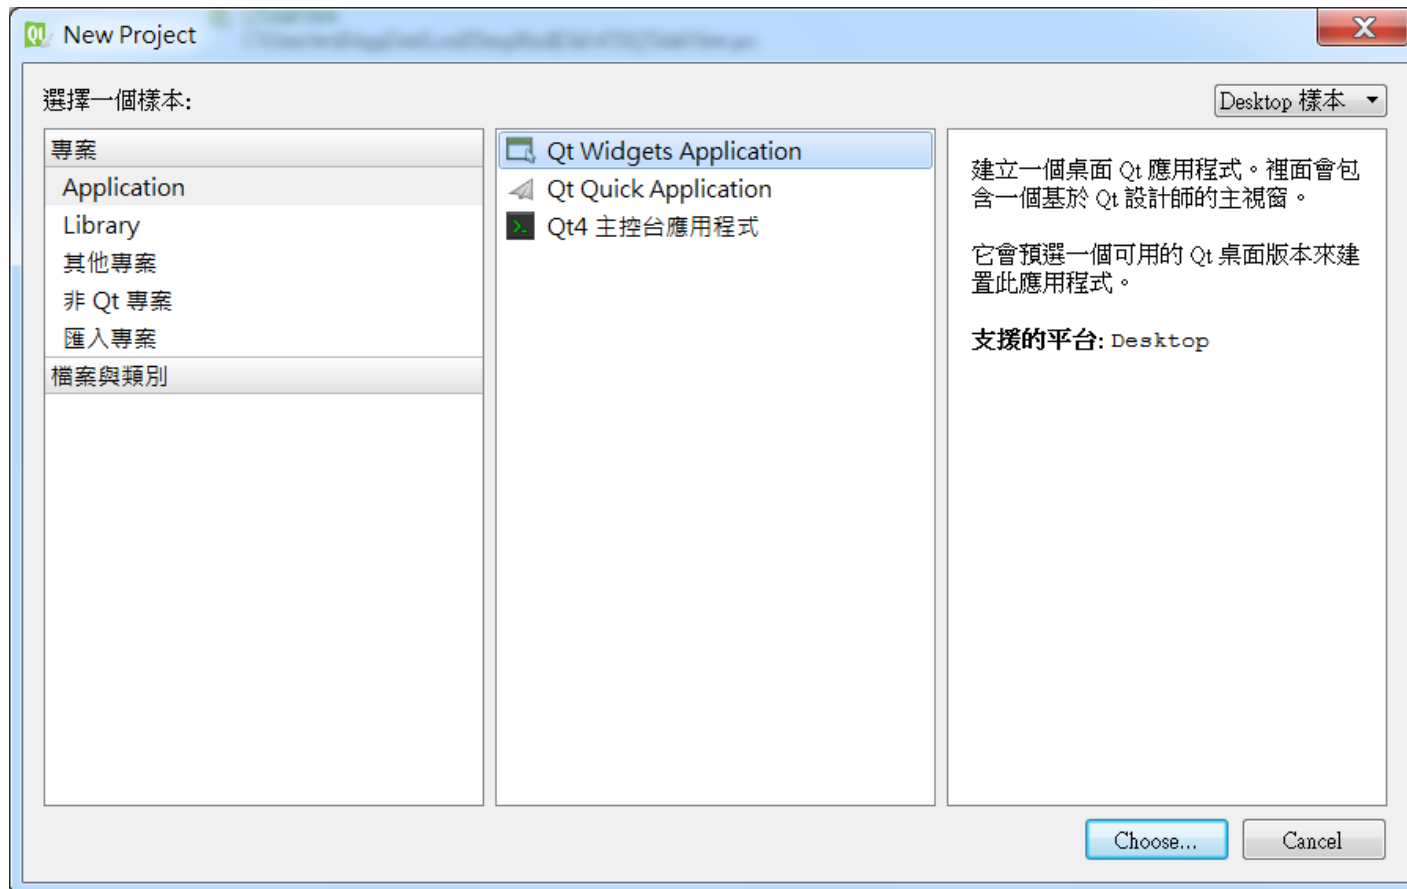 New Project
選擇一個樣本:
Desktop 樣本
專案
Application
Library
其他專案
非 Qt 專案
匯入專案
檔案與類別
Qt Widgets Application
Qt Quick Application
Qt4 主控台應用程式
建立一個桌面 Qt 應用程式。裡面會包
含一個基於 Qt 設計師的主視窗。
它會預選一個可用的 Qt 桌面版本來建
置此應用程式。
支援的平台: Desktop
Choose...
Cancel